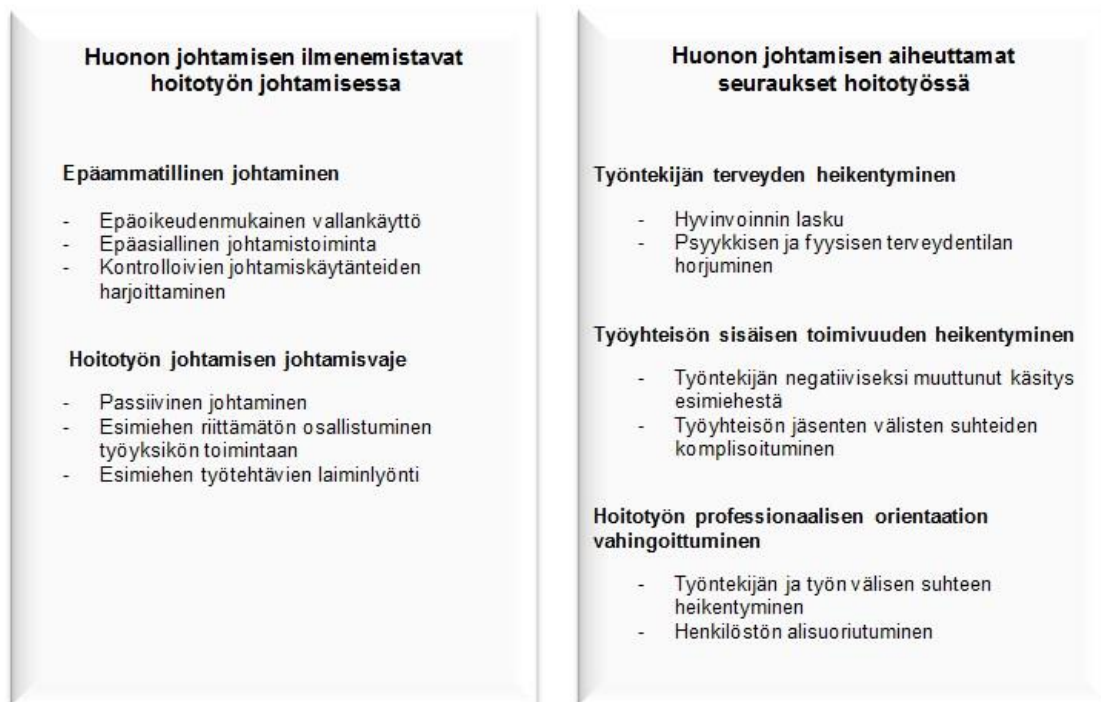 Huonon johtamisen ilmenemistavat
hoitotyön johtamisessa
Epäammatillinen johtaminen
- Epäoikeudenmukainen vallankäyttö
- Epäasiallinen johtamistoiminta
- Kontrolloivien johtamiskäytänteiden
harjoittaminen
Hoitotyön johtamisen johtamisvaje
- Passiivinen johtaminen
- Esimiehen riittämätön osallistuminen
työyksikön toimintaan
- Esimiehen työtehtävien laiminlyönti
Huonon johtamisen aiheuttamat
seuraukset hoitotyössä
Työntekijän terveyden heikentyminen
- Hyvinvoinnin lasku
- Psyykkisen ja fyysisen terveydentilan
horjuminen
Työyhteisön sisäisen toimivuuden heikentyminen
- Työntekijän negatiiviseksi muuttunut käsitys
esimiehestä
- Työyhteisön jäsenten välisten suhteiden
komplisoituminen
Hoitotyön professionaalisen orientaation
vahingoittuminen
- Työntekijän ja työn välisen suhteen
heikentyminen
- Henkilöstön alisuoriutuminen